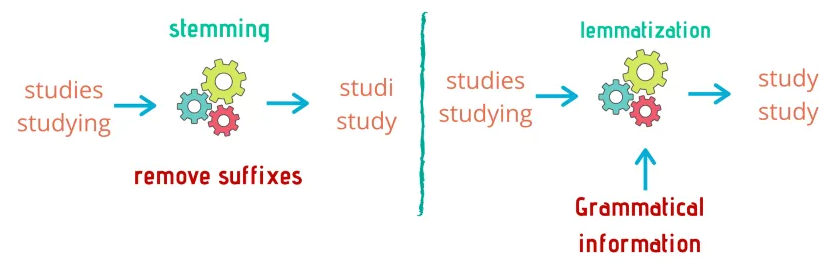 stemming
studies
studying
studi
study
remove suffixes
lemmatization
studies
studying
study
study
Grammatical
information